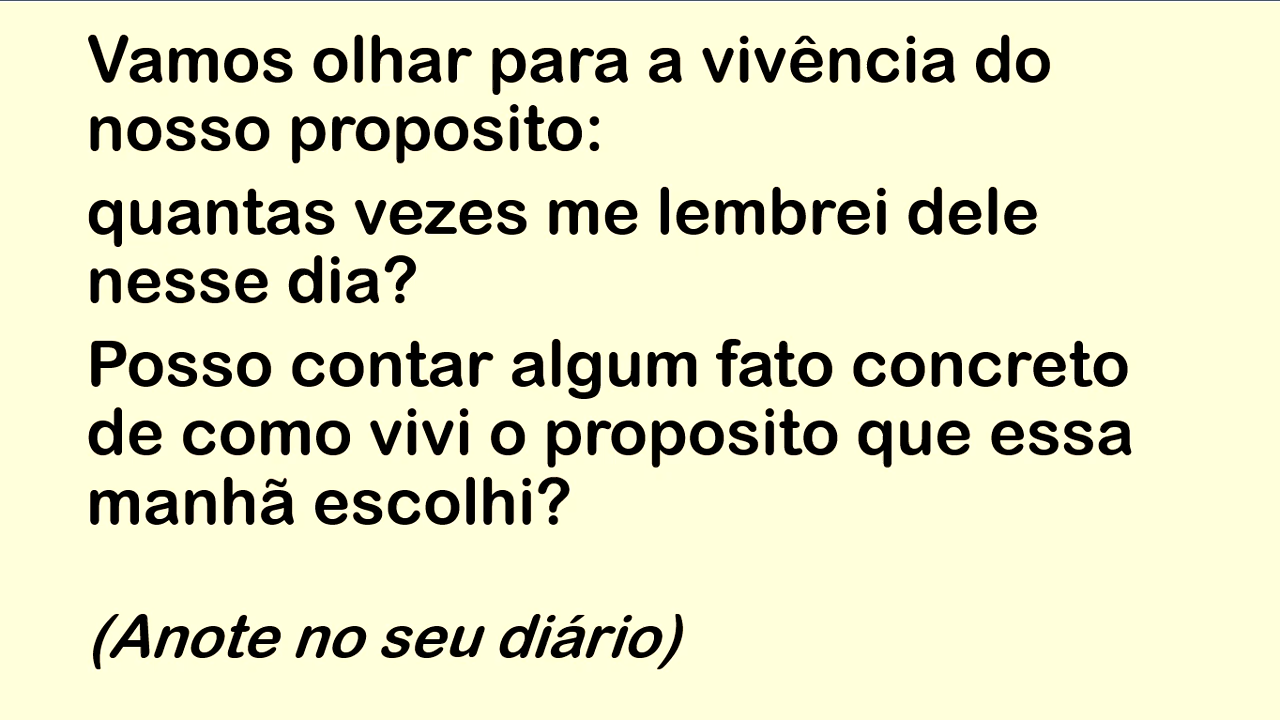 Vamos olhar para a vivência do
nosso proposito:
quantas vezes me lembrei dele
nesse dia?
Posso contar algum fato concreto
de como vivi o proposito que essa
manhã escolhi?
(Anote no seu diário)